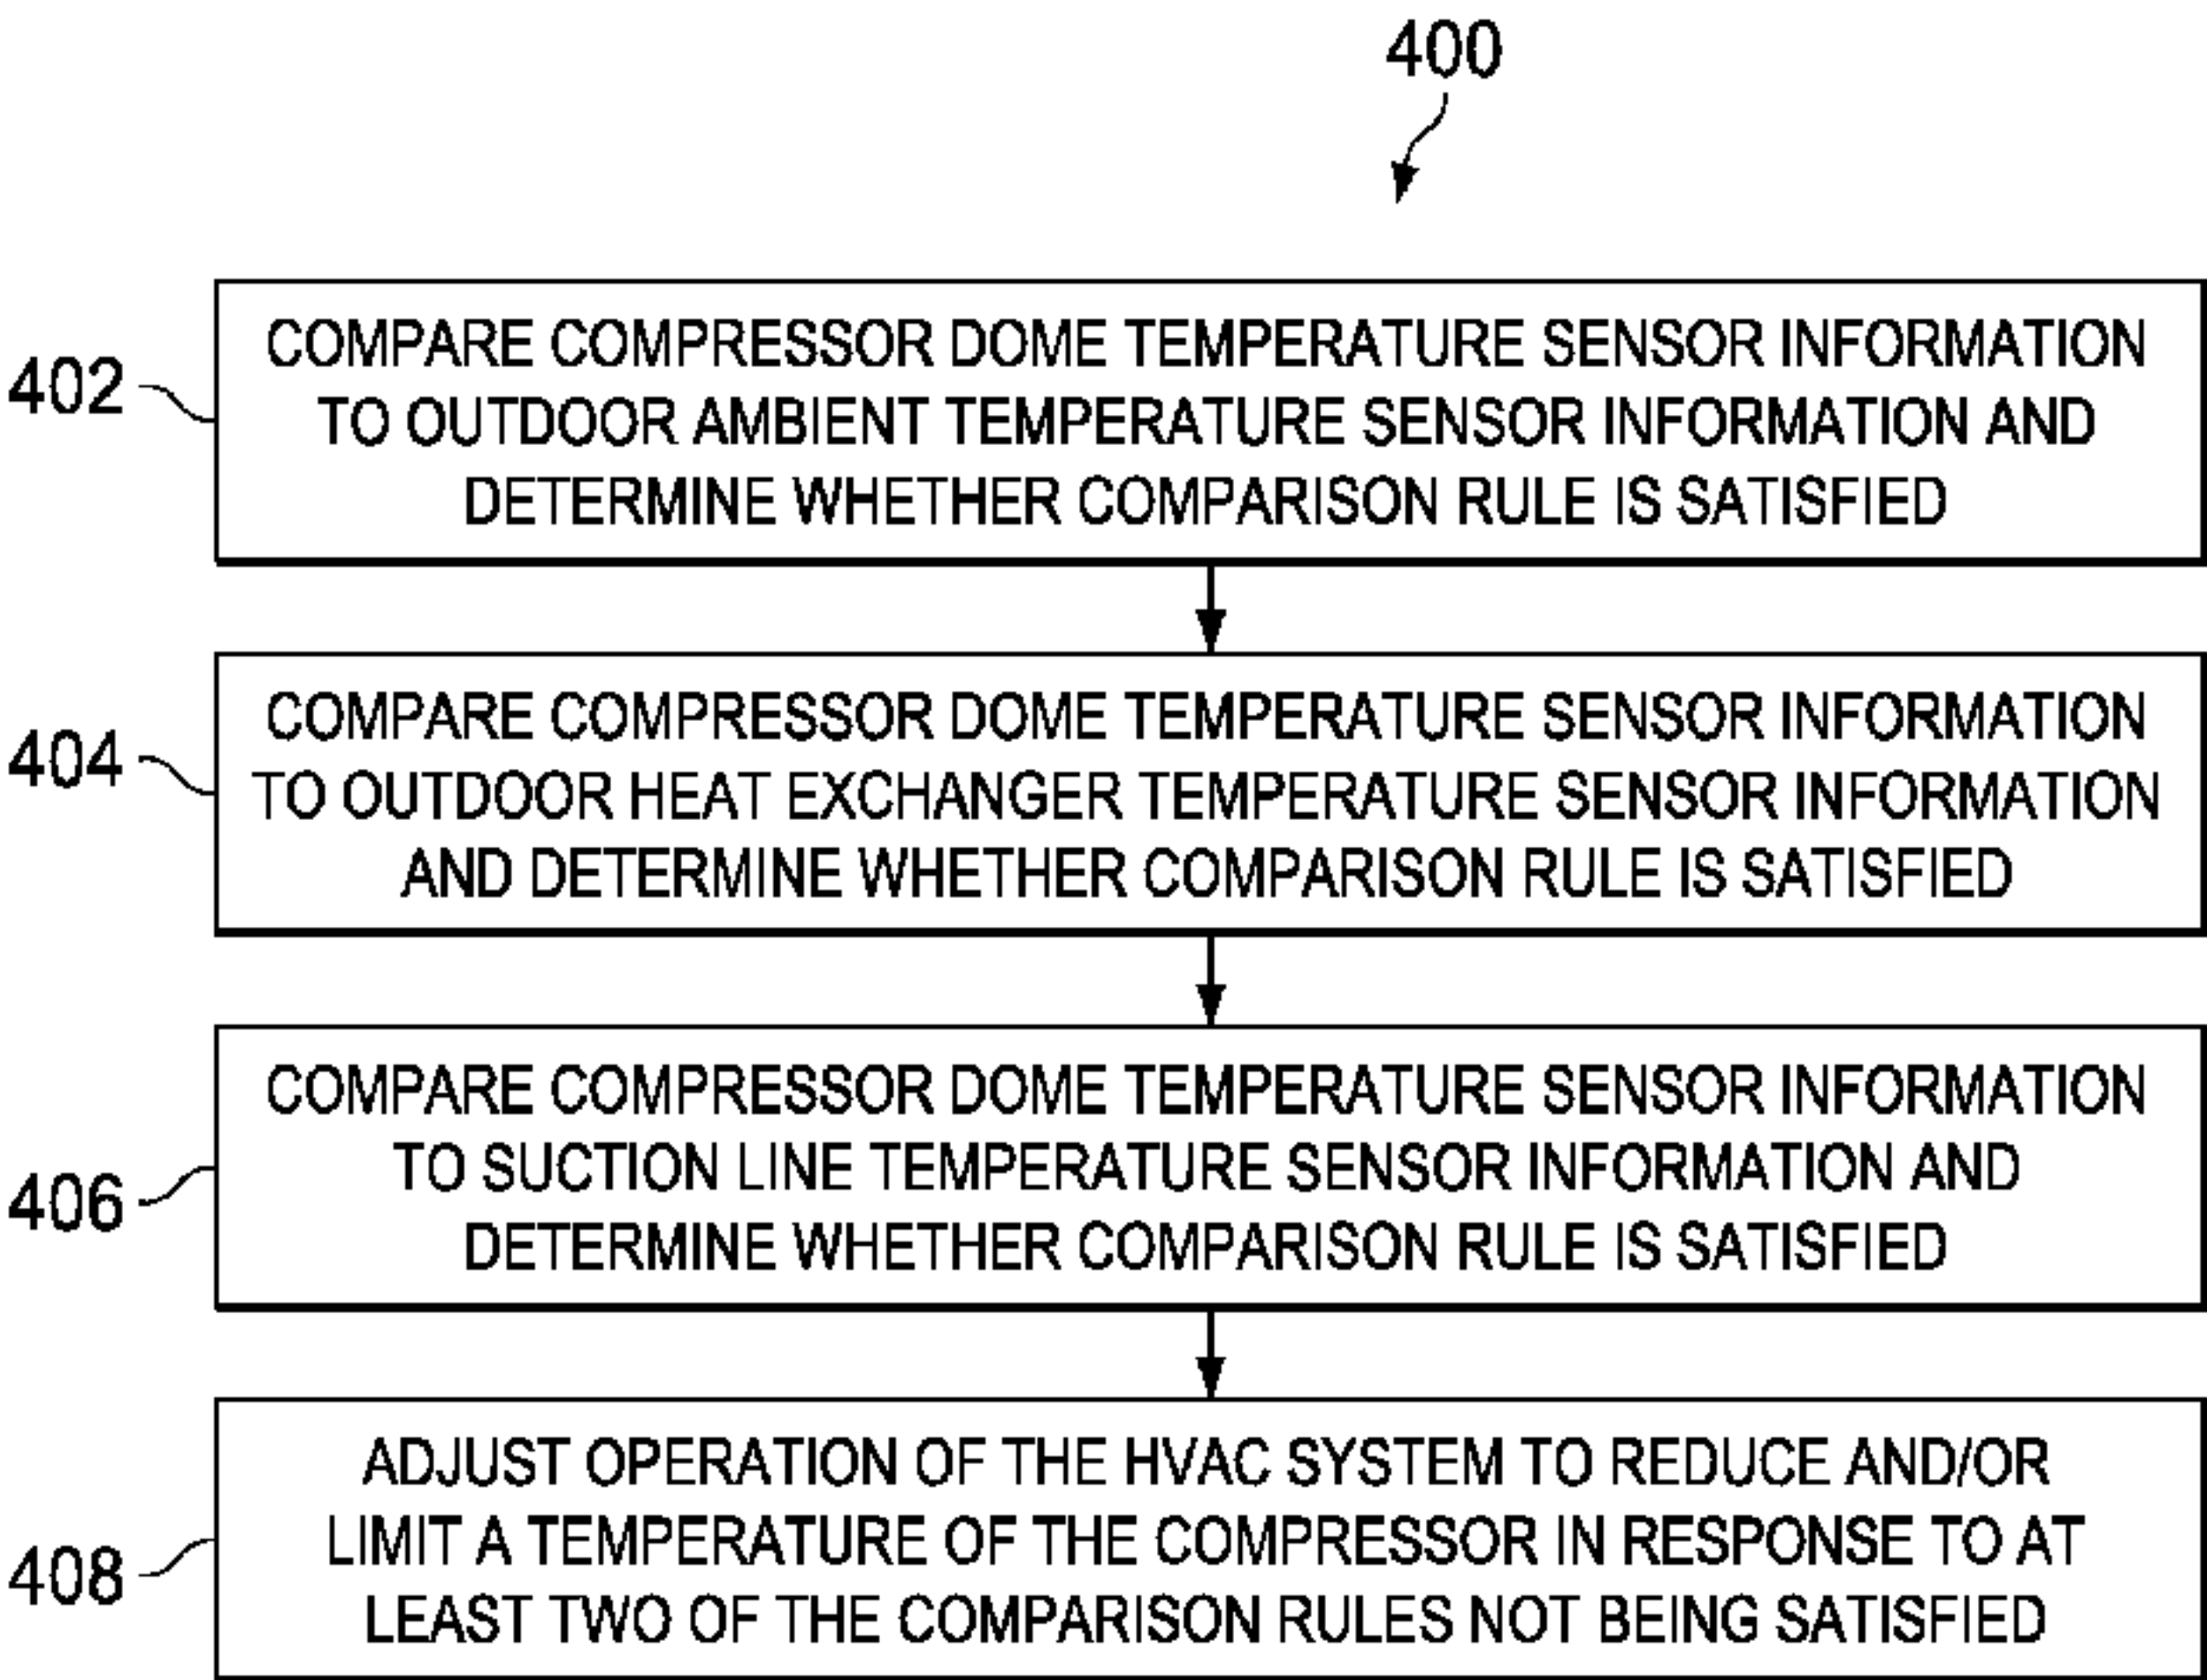 400
402
COMPARE COMPRESSOR DOME TEMPERATURE SENSOR INFORMATION
TO OUTDOOR AMBIENT TEMPERATURE SENSOR INFORMATION AND
DETERMINE WHETHER COMPARISON RULE IS SATISFIED
404
COMPARE COMPRESSOR DOME TEMPERATURE SENSOR INFORMATION
TO OUTDOOR HEAT EXCHANGER TEMPERATURE SENSOR INFORMATION
AND DETERMINE WHETHER COMPARISON RULE IS SATISFIED
406
COMPARE COMPRESSOR DOME TEMPERATURE SENSOR INFORMATION
TO SUCTION LINE TEMPERATURE SENSOR INFORMATION AND
DETERMINE WHETHER COMPARISON RULE IS SATISFIED
408
ADJUST OPERATION OF THE HVAC SYSTEM TO REDUCE AND/OR
LIMIT A TEMPERATURE OF THE COMPRESSOR IN RESPONSE TO AT
LEAST TWO OF THE COMPARISON RULES NOT BEING SATISFIED